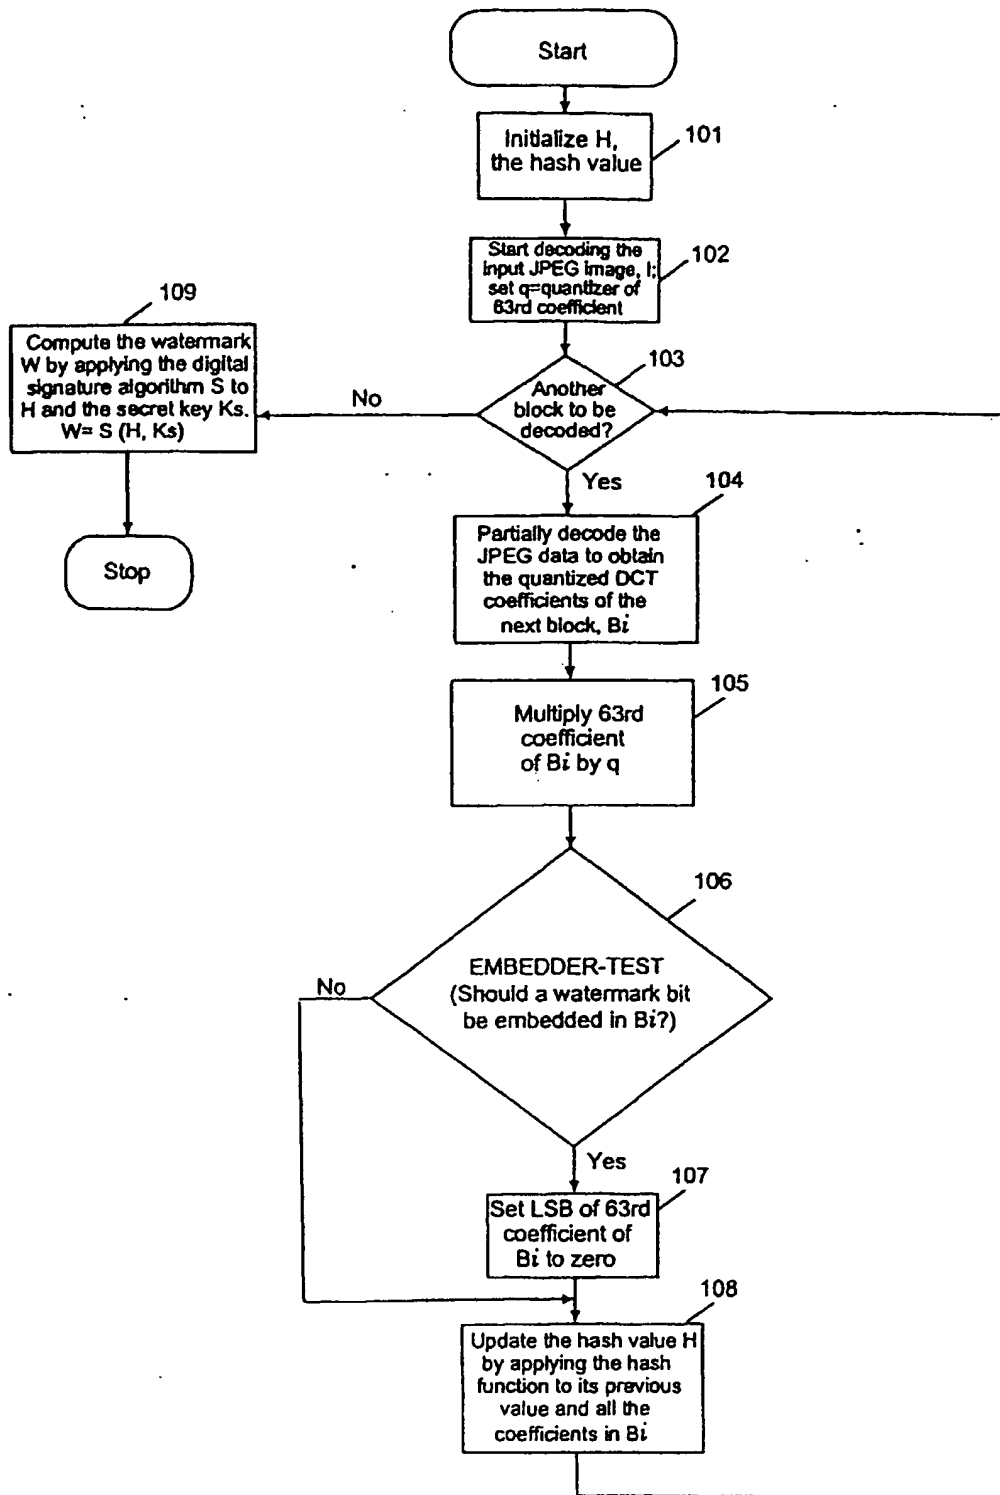 Start
Initialize H,
the hash value
101
Start decoding the
input JPEG image, I;
set q=quantizer of
63rd coefficient
102
109
Compute the watermark
W by applying the digital
signature algorithm S to
H and the secret key Ks.
W= S (H, Ks)
No
Another
block to be
decoded?
103
Yes
Stop
104
Partially decode the
JPEG data to obtain
the quantized DCT
coefficients of the
next block, Bi
105
Multiply 63rd
coefficient
of Bi by q
106
EMBEDDER-TEST
(Should a watermark bit
be embedded in Bi?)
No
Yes
107
Set LSB of 63rd
coefficient of
Bi to zero
108
Update the hash value H
by applying the hash
function to its previous
value and all the
coefficients in Bi